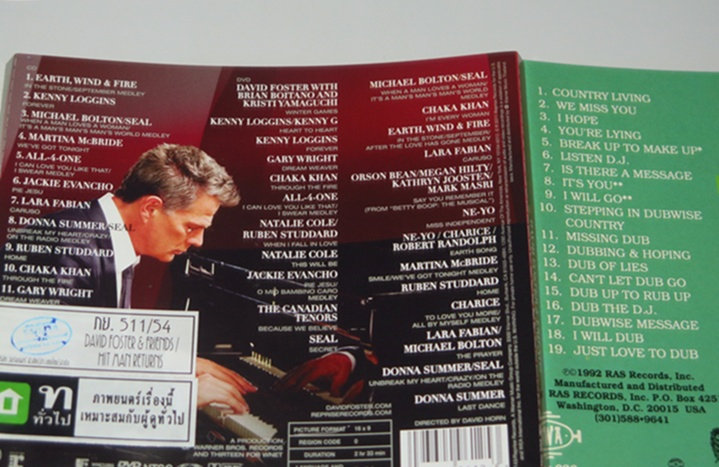 CD
1. EARTH, WIND & FIRE
IN THE STONE/SEPTEMBER MEDLEY
2. KENNY LOGGINS
FOREVER
3. MICHAEL BOLTON/SEAL
WHEN A MAN LOVES A WOMAN/
IT'S A MAN'S MAN'S MAN'S WORLD MEDLEY
4. MARTINA McBRIDE
WE'VE GOT TONIGHT
5. ALL-4-ONE
I CAN LOVE YOU LIKE THAT/
I SWEAR MEDLEY
6. JACKIE EVANCHO
PIE JESU
7. LARA FABIAN
CARUSO
8. DONNA SUMMER/SEAL
UNBREAK MY HEART/CRAZY/
ON THE RADIO MEDLEY
9. RUBEN STUDDARD
HOME
10. CHAKA KHAN
THROUGH THE FIRE
11. GARY WRIGHT
DREAM WEAVER
กษ. 511/54
DAVID FOSTER & FRIENDS /
HIT MAN RETURNS
ท
ทั่วไป
ภาพยนตร์เรื่องนี้
เหมาะสมกับผู้ดูทั่วไป
DVD
DAVID FOSTER WITH
BRIAN BOITANO AND
KRISTI YAMAGUCHI
WINTER GAMES
KENNY LOGGINS/KENNY G
HEART TO HEART
KENNY LOGGINS
FOREVER
GARY WRIGHT
DREAM WEAVER
CHAKA KHAN
THROUGH THE FIRE
ALL-4-ONE
I CAN LOVE YOU LIKE THAT/
I SWEAR MEDLEY
NATALIE COLE/
RUBEN STUDDARD
WHEN I FALL IN LOVE
NATALIE COLE
THIS WILL BE
JACKIE EVANCHO
PIE JESU/
O MIO BAMBINO CARO
MEDLEY
THE CANADIAN
TENORS
BECAUSE WE BELIEVE
SEAL
SECRET
MICHAEL BOLTON/SEAL
WHEN A MAN LOVES A WOMAN/
IT'S A MAN'S MAN'S MAN'S WORLD
MEDLEY
CHAKA KHAN
I'M EVERY WOMAN
EARTH, WIND & FIRE
IN THE STONE/SEPTEMBER/
AFTER THE LOVE HAS GONE MEDLEY
LARA FABIAN
CARUSO
ORSON BEAN/MEGAN HILTY/
KATHRYN JOOSTEN/
MARK MASRI
SAY YOU REMEMBER IT
(FROM "BETTY BOOP: THE MUSICAL")
NE-YO
MISS INDEPENDENT
NE-YO / CHARICE /
ROBERT RANDOLPH
EARTH SONG
MARTINA McBRIDE
SMILE/WE'VE GOT TONIGHT MEDLEY
RUBEN STUDDARD
HOME
CHARICE
TO LOVE YOU MORE/
ALL BY MYSELF MEDLEY
LARA FABIAN/
MICHAEL BOLTON
THE PRAYER
DONNA SUMMER/SEAL
UNBREAK MY HEART/CRAZY/ON THE
RADIO MEDLEY
DONNA SUMMER
LAST DANCE
DIRECTED BY DAVID HORN
DAVIDFOSTER.COM
REPRISERECORDS.COM
A PRODUCTION
WARNER BROS. RECORDS
AND THIRTEEN FOR WNET
PICTURE FORMAT 16 x 9
REGION CODE 0
DURATION
1. COUNTRY LIVING
2. WE MISS YOU
3. I HOPE
4. YOU'RE LYING
5. BREAK UP TO MAKE UP*
6. LISTEN D.J.
7. IS THERE A MESSAGE
8. IT'S YOU**
9. I WILL GO**
10. STEPPING IN DUBWISE
COUNTRY
11. MISSING DUB
12. DUBBING & HOPING
13. DUB OF LIES
14. CAN'T LET DUB GO
15. DUB UP TO RUB UP
16. DUB THE D.J.
17. DUBWISE MESSAGE
18. I WILL DUB
19. JUST LOVE TO DUB
©©1992 RAS Records, Inc.
Manufactured and Distributed
RAS RECORDS, INC. P.O. Box 42517
Washington, D.C. 20015 USA
(301)588-9641